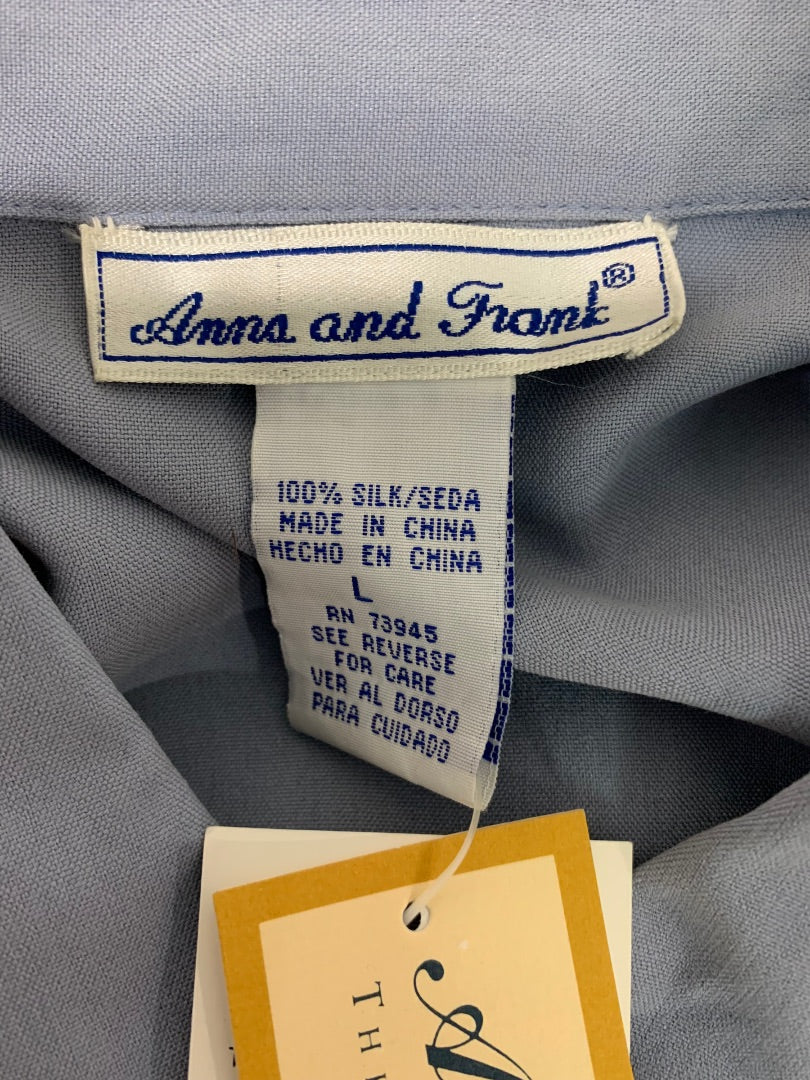 Anna and Frank®
100% SILK/SEDA
MADE IN CHINA
HECHO EN CHINA
L
RN 73945
SEE REVERSE
FOR CARE
VER AL DORSO
PARA CUIDADO